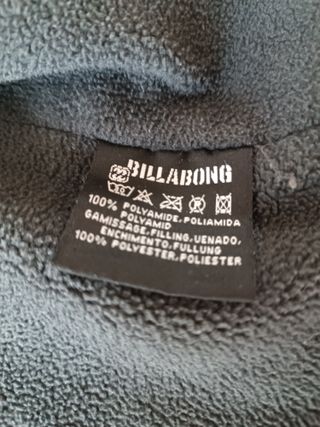 BILLABONG
100% POLYAMIDE, POLIAMIDA
POLYAMID
GAMISSAGE, FILLING, UENADO,
ENCHIMENTO, FULLUNG
100% POLYESTER, POLIESTER